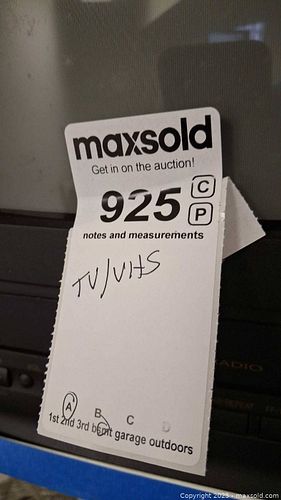 maxsold
Get in on the auction!
925 C
P
notes and measurements
TV/VHS
A B C D
1st 2nd 3rd bsmt garage outdoors
Copyright 2023 - maxsold.com